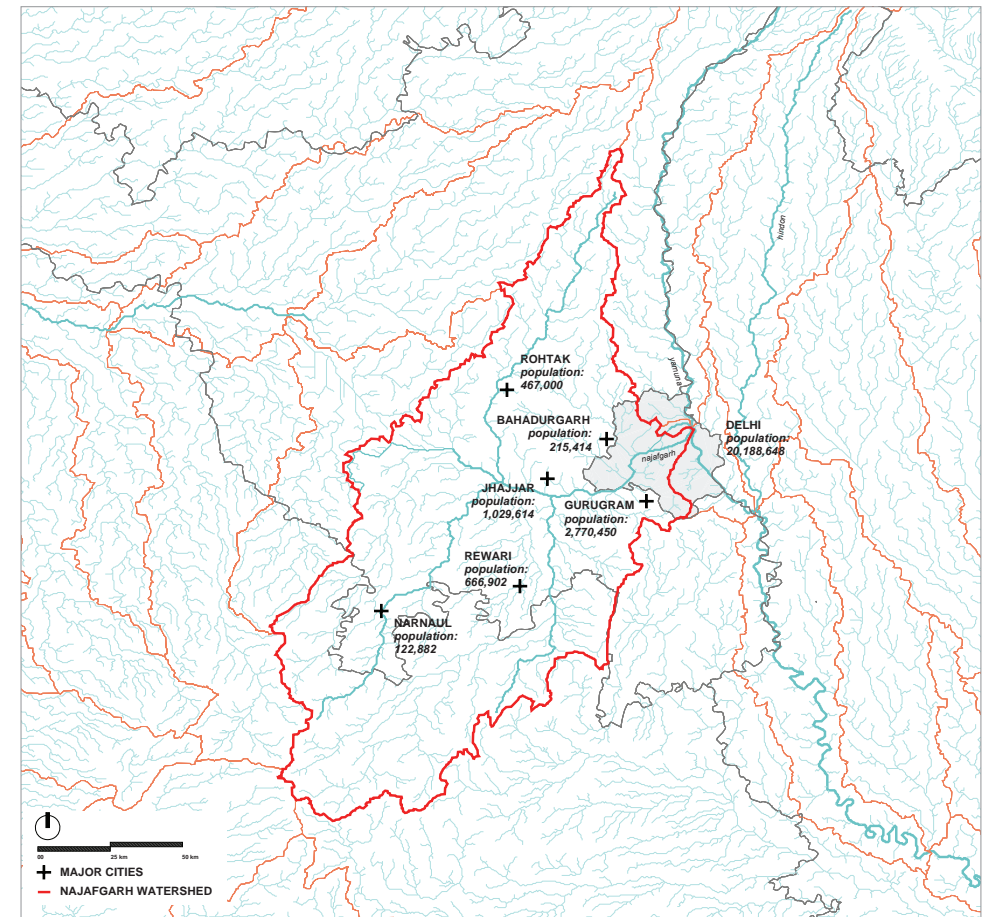 hindon
yamuna
ROHTAK
population:
467,000
BAHADURGARH
population:
215,414
DELHI
population:
20,188,648
najafgarh
JHAJJAR
population:
1,029,614
GURUGRAM
population:
2,770,450
REWARI
population:
666,902
NARNAUL
population:
122,882
00 25 km 50 km
MAJOR CITIES
NAJAFGARH WATERSHED